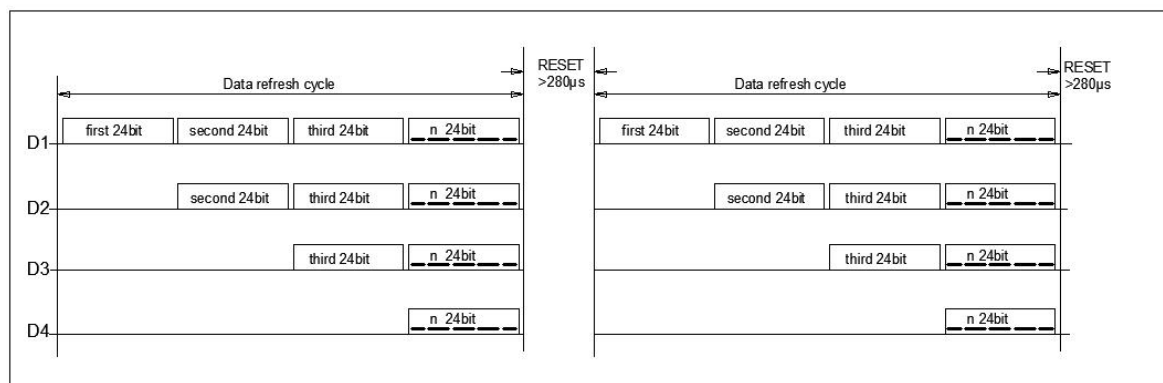 RESET
>280µs
RESET
>280µs
Data refresh cycle
Data refresh cycle
D1 first 24bit second 24bit third 24bit n 24bit first 24bit second 24bit third 24bit n 24bit
D2 second 24bit third 24bit n 24bit second 24bit third 24bit n 24bit
D3 third 24bit n 24bit third 24bit n 24bit
D4 n 24bit n 24bit